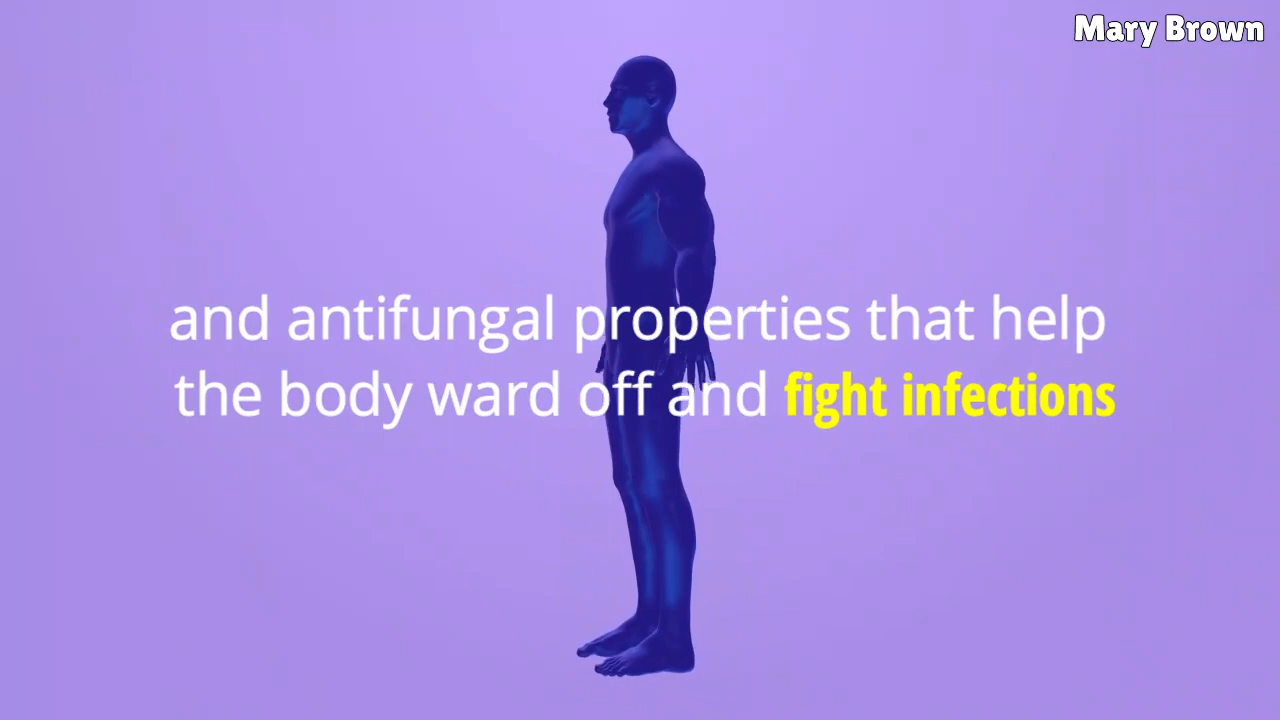 Mary Brown
and antifungal properties that help
the body ward off and fight infections